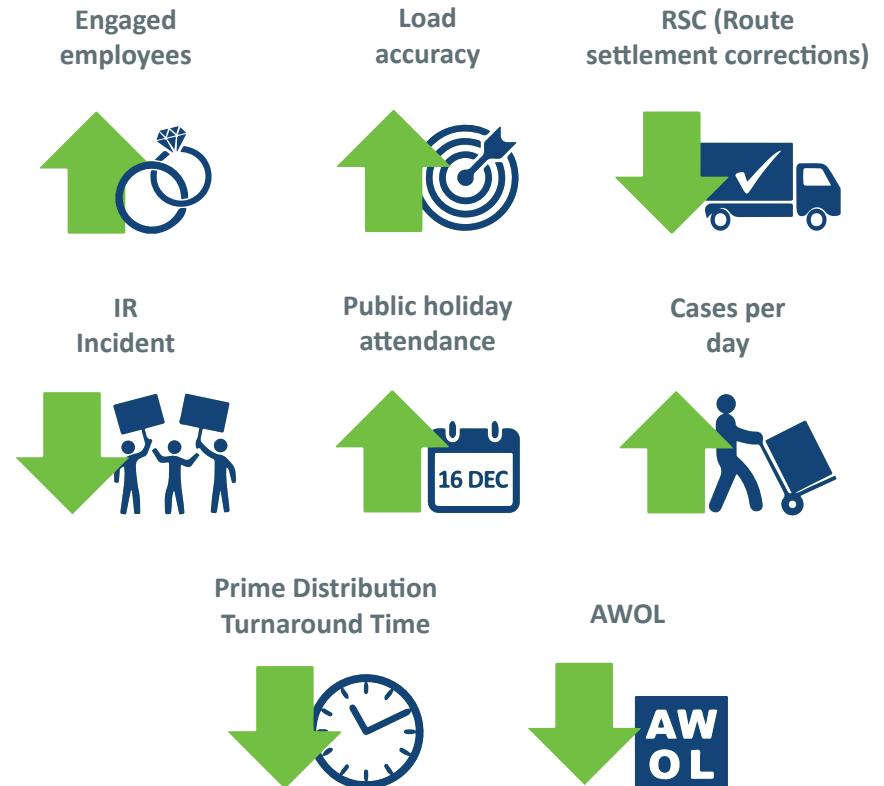 Engaged
employees
Load
accuracy
RSC (Route
settlement corrections)
IR
Incident
Public holiday
attendance
16 DEC
Cases per
day
Prime Distribution
Turnaround Time
AWOL
AW
OL